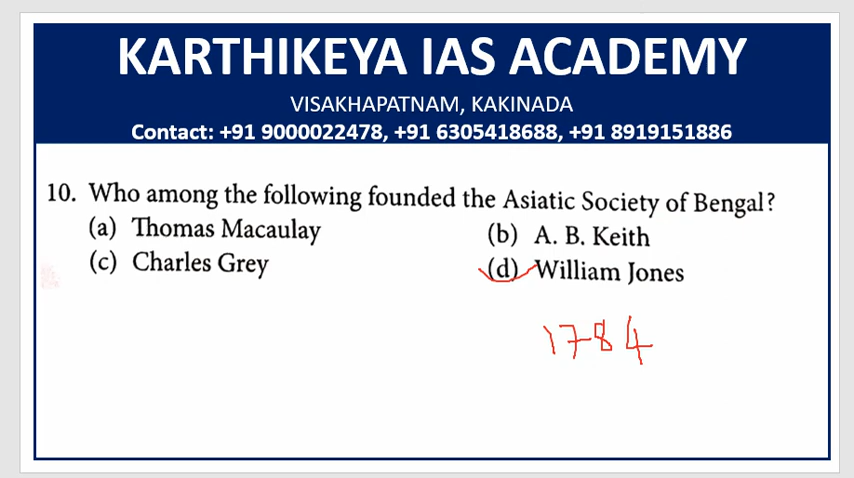 KARTHIKEYA IAS ACADEMY
VISAKHAPATNAM, KAKINADA
Contact: +91 9000022478, +91 6305418688, +91 8919151886
10. Who among the following founded the Asiatic Society of Bengal?
(a) Thomas Macaulay (b) A. B. Keith
(c) Charles Grey (d) William Jones
1784